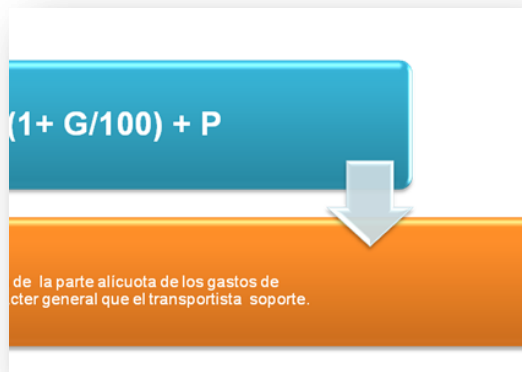 (1+ G/100) + P
de la parte alícuota de los gastos de
cter general que el transportista soporte.